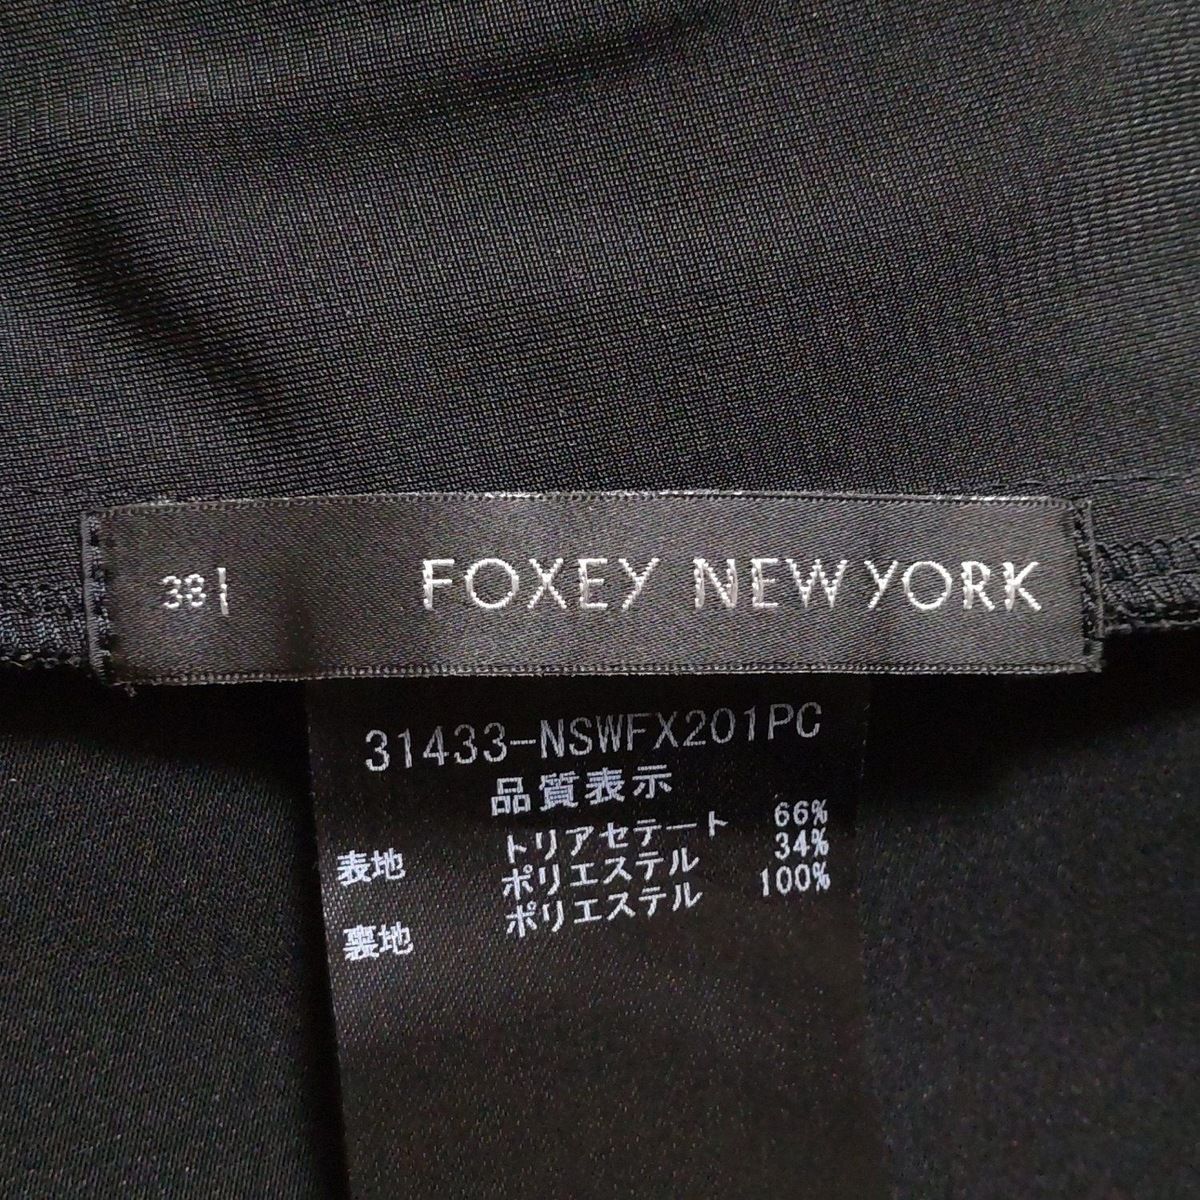 38 FOXEY NEW YORK
31433-NSWFX201PC
品質表示
表地 トリアセテート 66%
ポリエステル 34%
裏地 ポリエステル 100%